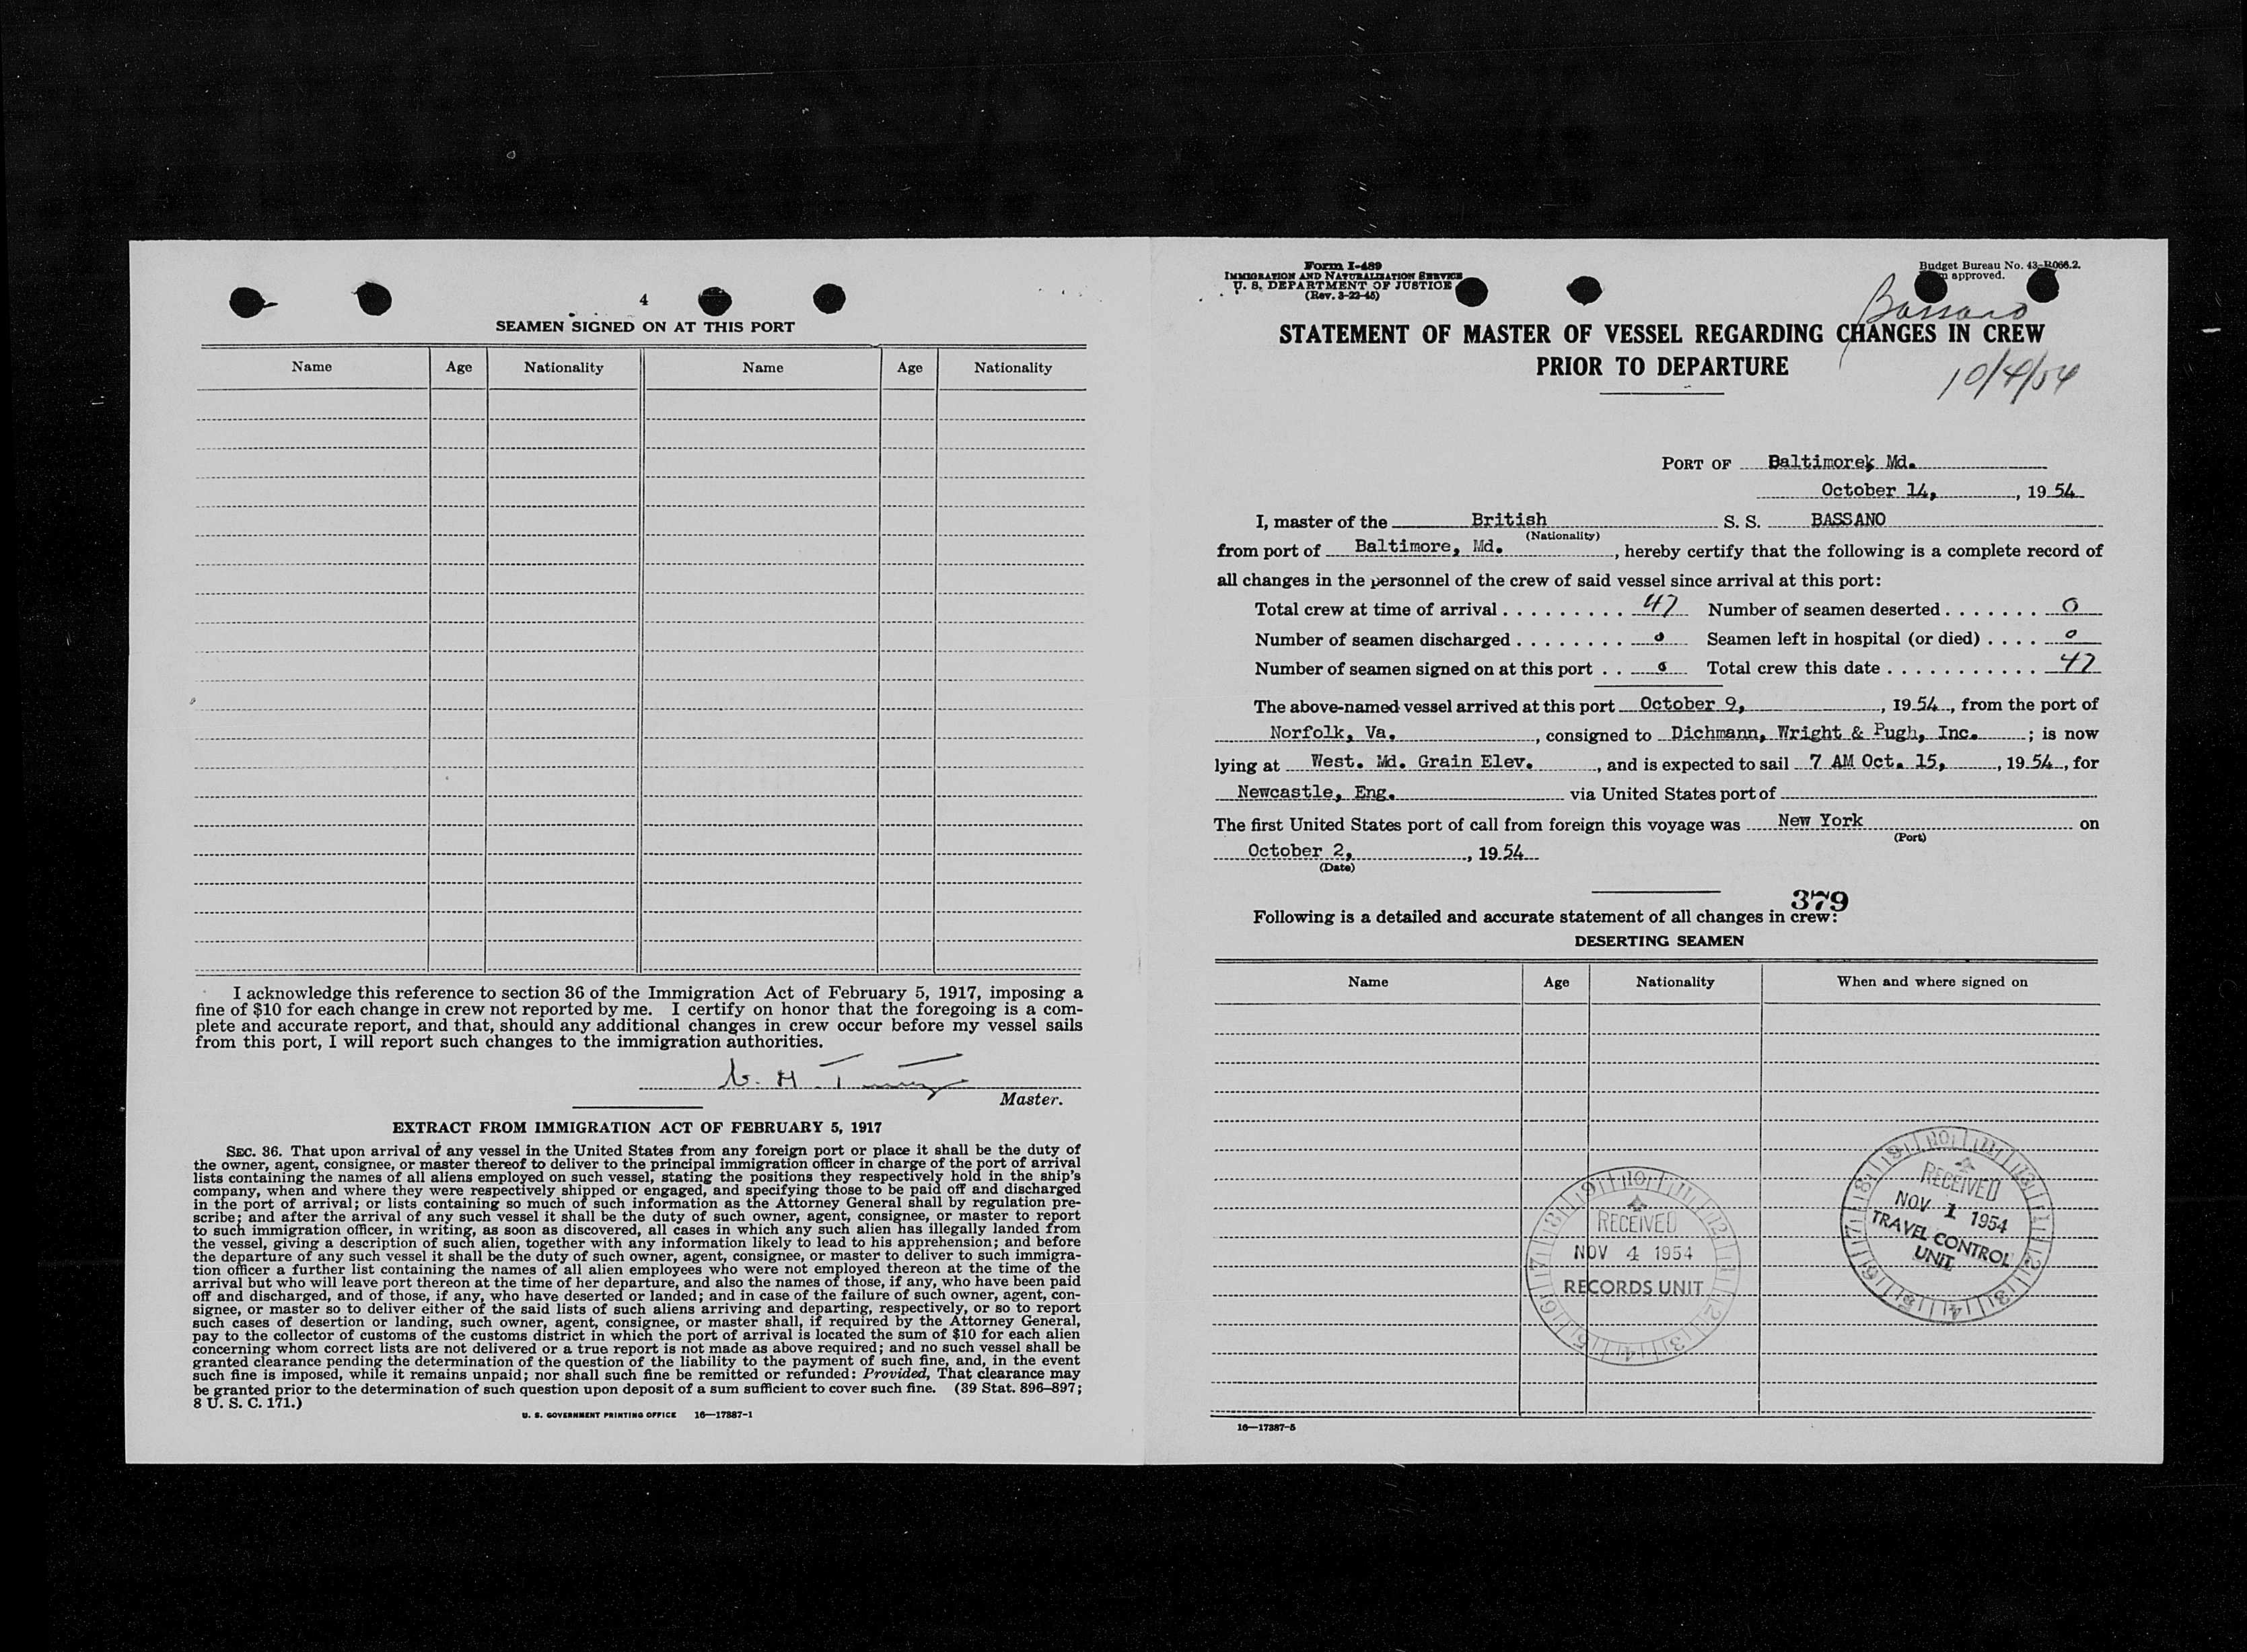 4
SEAMEN SIGNED ON AT THIS PORT
Name Age Nationality Name Age Nationality
I acknowledge this reference to section 36 of the Immigration Act of February 5, 1917, imposing a
fine of $10 for each change in crew not reported by me. I certify on honor that the foregoing is a com-
plete and accurate report, and that, should any additional changes in crew occur before my vessel sails
from this port, I will report such changes to the immigration authorities.
Master.
EXTRACT FROM IMMIGRATION ACT OF FEBRUARY 5, 1917
SEC. 36. That upon arrival of any vessel in the United States from any foreign port or place it shall be the duty of
the owner, agent, consignee, or master thereof to deliver to the principal immigration officer in charge of the port of arrival
lists containing the names of all aliens employed on such vessel, stating the positions they respectively hold in the ship's
company, when and where they were respectively shipped or engaged, and specifying those to be paid off and discharged
in the port of arrival; or lists containing so much of such information as the Attorney General shall by regulation pre-
scribe; and after the arrival of any such vessel it shall be the duty of such owner, agent, consignee, or master to report
to such immigration officer, in writing, as soon as discovered, all cases in which any such alien has illegally landed from
the vessel, giving a description of such alien, together with any information likely to lead to his apprehension; and before
the departure of any such vessel it shall be the duty of such owner, agent, consignee, or master to deliver to such immigra-
tion officer a further list containing the names of all alien employees who were not employed thereon at the time of the
arrival but who will leave port thereon at the time of her departure, and also the names of those, if any, who have been paid
off and discharged, and of those, if any, who have deserted or landed; and in case of the failure of such owner, agent, con-
signee, or master so to deliver either of the said lists of such aliens arriving and departing, respectively, or so to report
such cases of desertion or landing, such owner, agent, consignee, or master shall, if required by the Attorney General,
pay to the collector of customs of the customs district in which the port of arrival is located the sum of $10 for each alien
concerning whom correct lists are not delivered or a true report is not made as above required; and no such vessel shall be
granted clearance pending the determination of the question of the liability to the payment of such fine, and, in the event
such fine is imposed, while it remains unpaid; nor shall such fine be remitted or refunded: Provided, That clearance may
be granted prior to the determination of such question upon deposit of a sum sufficient to cover such fine. (39 Stat. 896–897;
8 U. S. C. 171.)
U. S. GOVERNMENT PRINTING OFFICE 16—17387-1
Form I-489
IMMIGRATION AND NATURALIZATION SERVICE
U. S. DEPARTMENT OF JUSTICE
(Rev. 3-22-45)
Budget Bureau No. 43-R066.2.
approved.
Bassano
STATEMENT OF MASTER OF VESSEL REGARDING CHANGES IN CREW
PRIOR TO DEPARTURE
10/4/54
PORT OF Baltimore, Md.
October 14, , 19 54
I, master of the British S. S. BASSANO
(Nationality)
from port of Baltimore, Md. , hereby certify that the following is a complete record of
all changes in the personnel of the crew of said vessel since arrival at this port:
Total crew at time of arrival . . . . . . . . . 47 Number of seamen deserted . . . . . . . 0
Number of seamen discharged . . . . . . . . 0 Seamen left in hospital (or died) . . . . 0
Number of seamen signed on at this port . . 0 Total crew this date . . . . . . . . . . . . 47
The above-named vessel arrived at this port October 9, , 19 54 , from the port of
Norfolk, Va. , consigned to Dichmann, Wright & Pugh, Inc. ; is now
lying at West. Md. Grain Elev. , and is expected to sail 7 AM Oct. 15, , 19 54 , for
Newcastle, Eng. via United States port of
The first United States port of call from foreign this voyage was New York on
(Port)
October 2, , 19 54
(Date)
379
Following is a detailed and accurate statement of all changes in crew:
DESERTING SEAMEN
Name Age Nationality When and where signed on
RECEIVED
NOV 1 1954
TRAVEL CONTROL
UNIT
RECEIVED
NOV 4 1954
RECORDS UNIT
16—17387-5